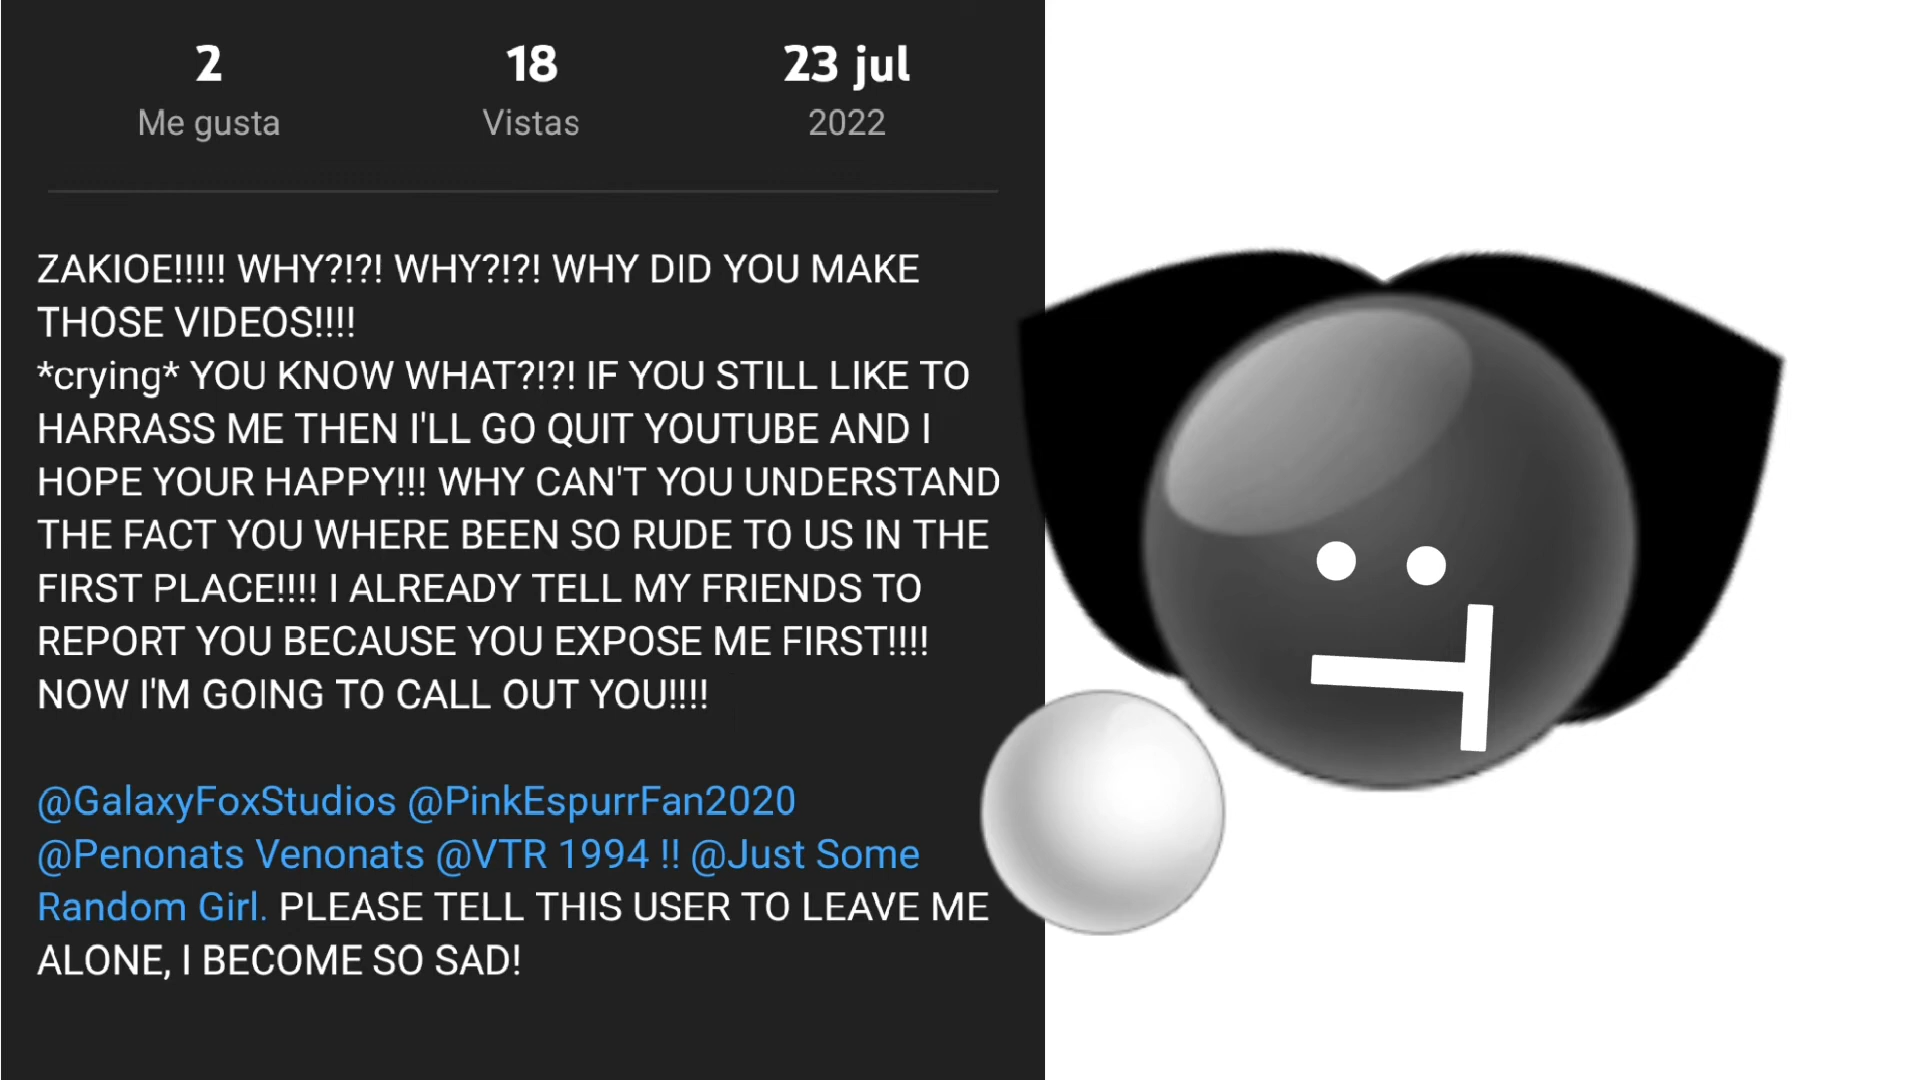 2 18 23 jul
Me gusta Vistas 2022
ZAKIOE!!!!! WHY?!?! WHY?!?! WHY DID YOU MAKE
THOSE VIDEOS!!!!
*crying* YOU KNOW WHAT?!?! IF YOU STILL LIKE TO
HARRASS ME THEN I'LL GO QUIT YOUTUBE AND I
HOPE YOUR HAPPY!!! WHY CAN'T YOU UNDERSTAND
THE FACT YOU WHERE BEEN SO RUDE TO US IN THE
FIRST PLACE!!!! I ALREADY TELL MY FRIENDS TO
REPORT YOU BECAUSE YOU EXPOSE ME FIRST!!!!
NOW I'M GOING TO CALL OUT YOU!!!!
@GalaxyFoxStudios @PinkEspurrFan2020
@Penonats Venonats @VTR 1994 !! @Just Some
Random Girl. PLEASE TELL THIS USER TO LEAVE ME
ALONE, I BECOME SO SAD!